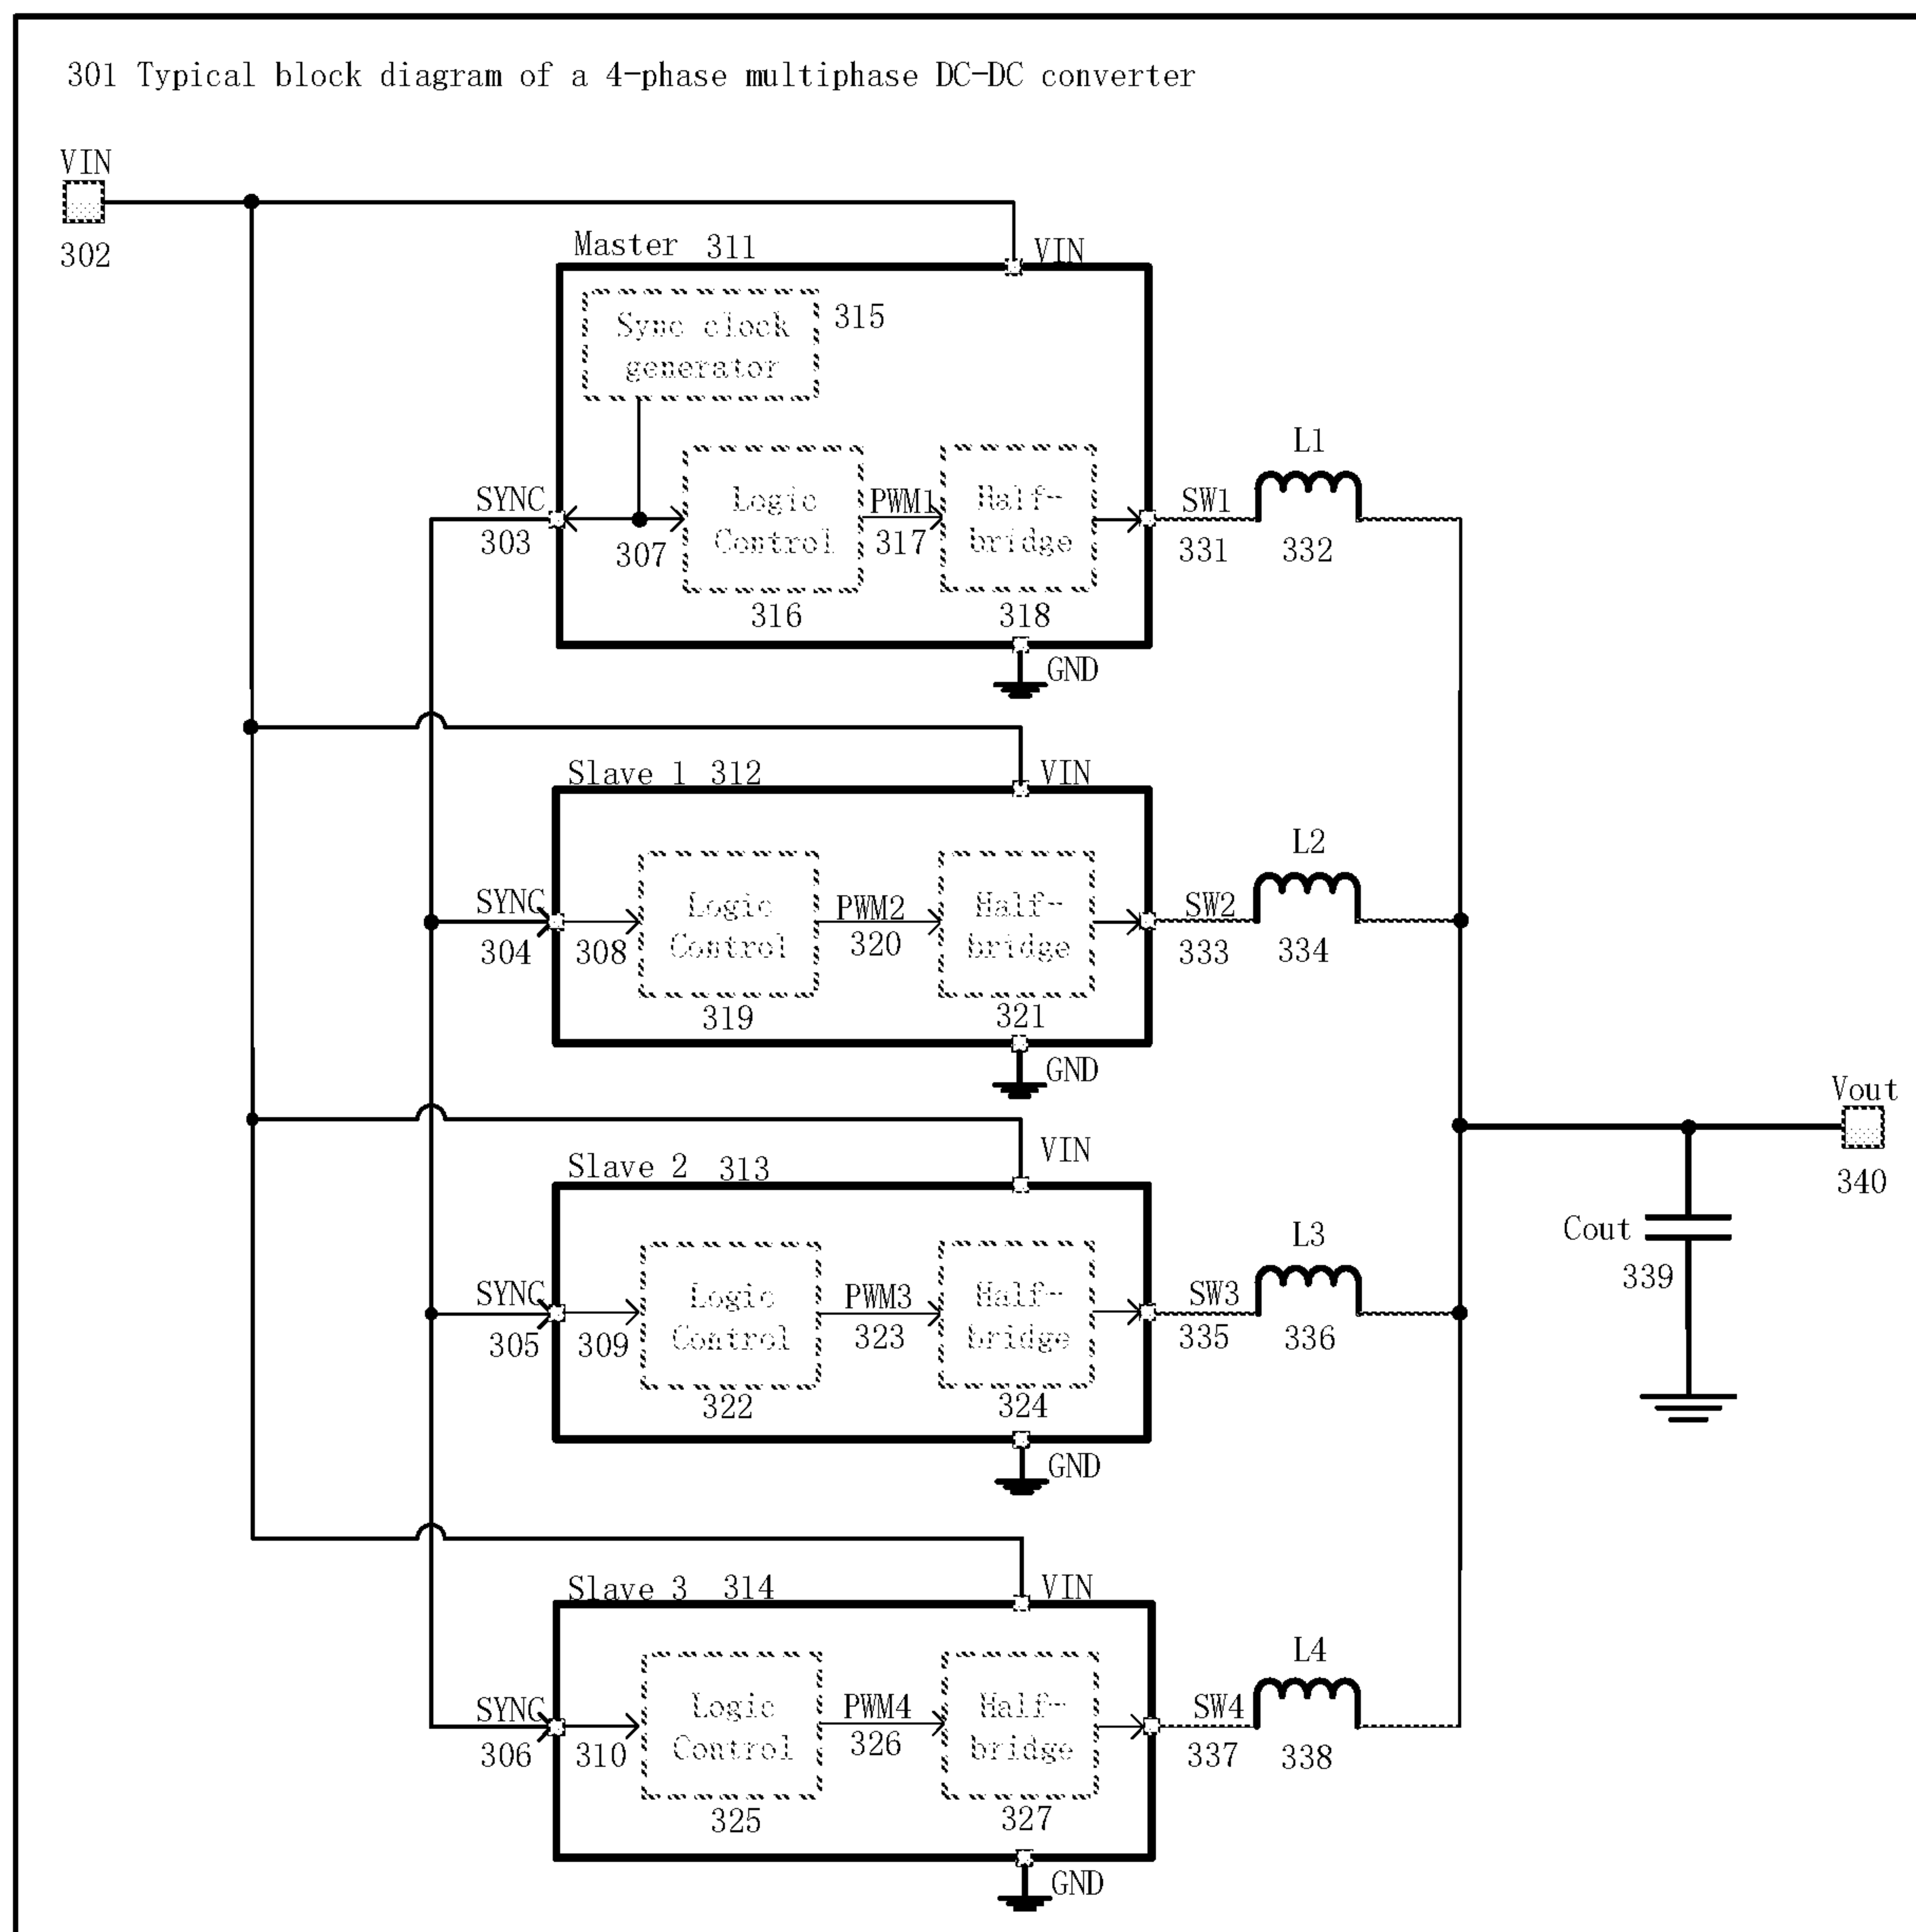 301 Typical block diagram of a 4-phase multiphase DC-DC converter
VIN
302
Master 311
VIN
Sync clock
generator
315
SYNC
303
307
Logic
Control
316
PWM1
317
Half-
bridge
318
SW1
331
L1
332
GND
Slave 1 312
VIN
SYNC
304
308
Logic
Control
319
PWM2
320
Half-
bridge
321
SW2
333
L2
334
GND
Slave 2 313
VIN
SYNC
305
309
Logic
Control
322
PWM3
323
Half-
bridge
324
SW3
335
L3
336
GND
Vout
340
Cout
339
Slave 3 314
VIN
SYNC
306
310
Logic
Control
325
PWM4
326
Half-
bridge
327
SW4
337
L4
338
GND